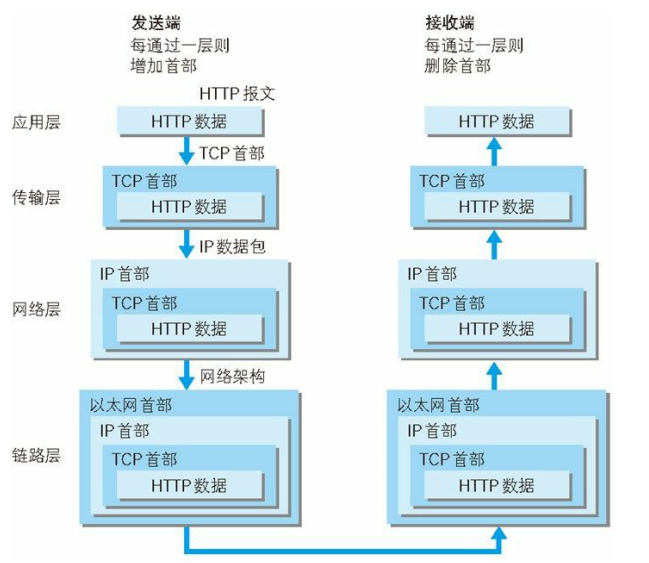 发送端
每通过一层则
增加首部
接收端
每通过一层则
删除首部
HTTP 报文
应用层
HTTP 数据
HTTP 数据
TCP 首部
传输层
TCP 首部
HTTP 数据
TCP 首部
HTTP 数据
IP 数据包
网络层
IP 首部
TCP 首部
HTTP 数据
IP 首部
TCP 首部
HTTP 数据
网络架构
链路层
以太网首部
IP 首部
TCP 首部
HTTP 数据
以太网首部
IP 首部
TCP 首部
HTTP 数据